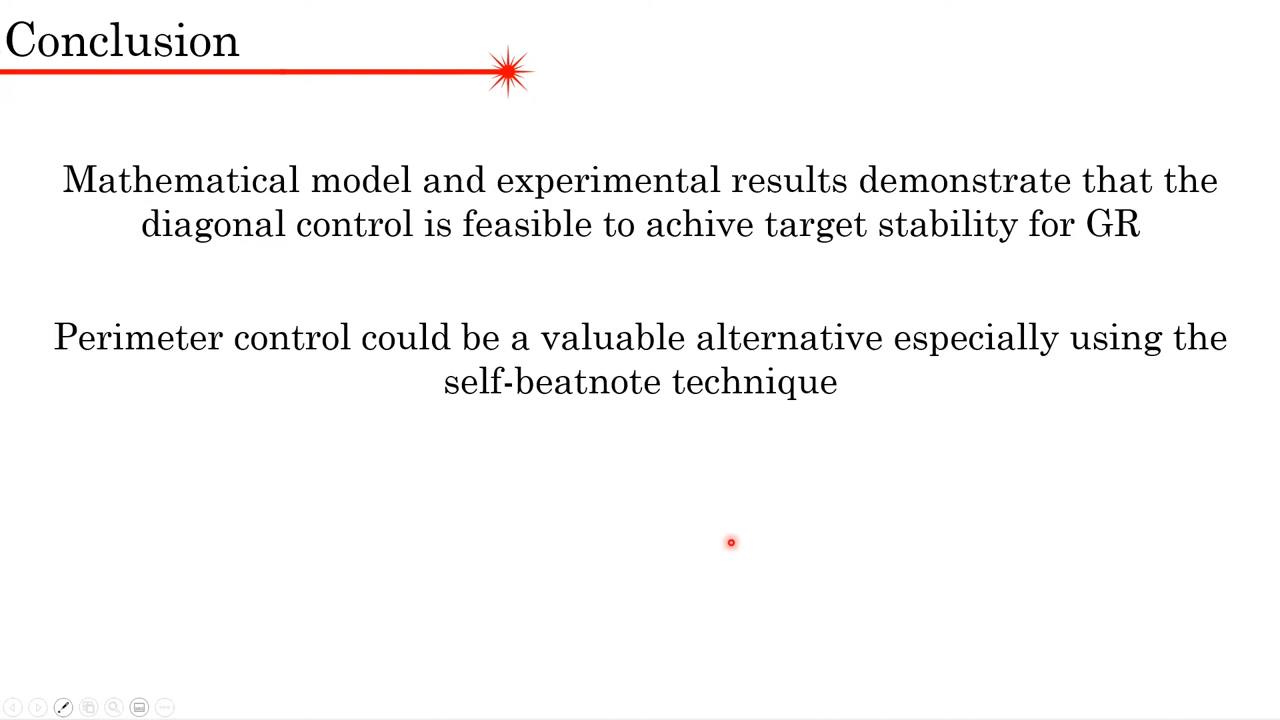 Conclusion
Mathematical model and experimental results demonstrate that the
diagonal control is feasible to achive target stability for GR
Perimeter control could be a valuable alternative especially using the
self-beatnote technique